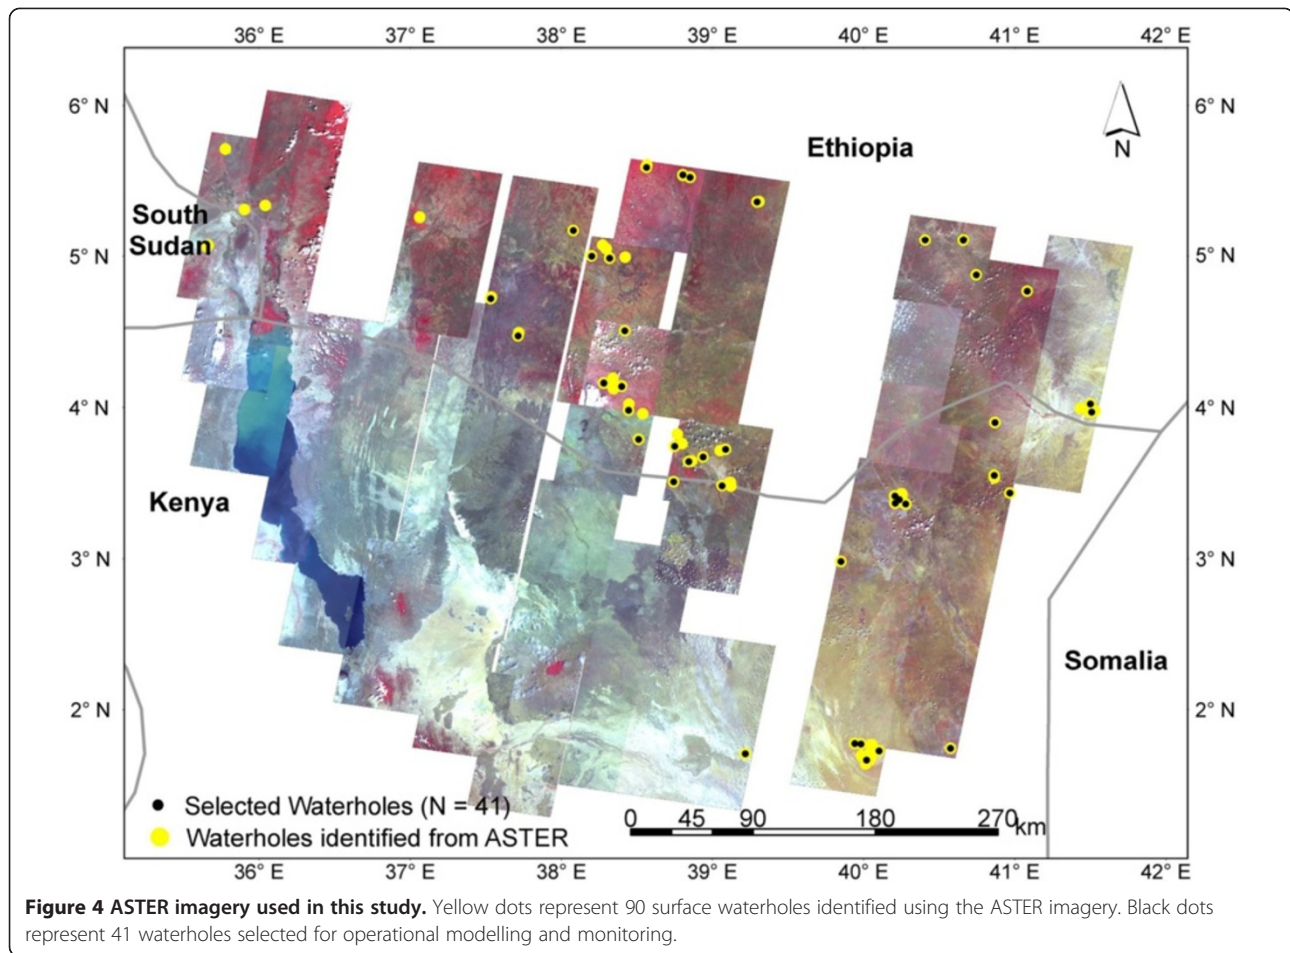 36° E 37° E 38° E 39° E 40° E 41° E 42° E
6° N 6° N
Ethiopia
N
South
Sudan
5° N 5° N
4° N 4° N
Kenya
3° N 3° N
Somalia
2° N 2° N
Selected Waterholes (N = 41)
Waterholes identified from ASTER
0 45 90 180 270 km
36° E 37° E 38° E 39° E 40° E 41° E 42° E
Figure 4 ASTER imagery used in this study. Yellow dots represent 90 surface waterholes identified using the ASTER imagery. Black dots
represent 41 waterholes selected for operational modelling and monitoring.